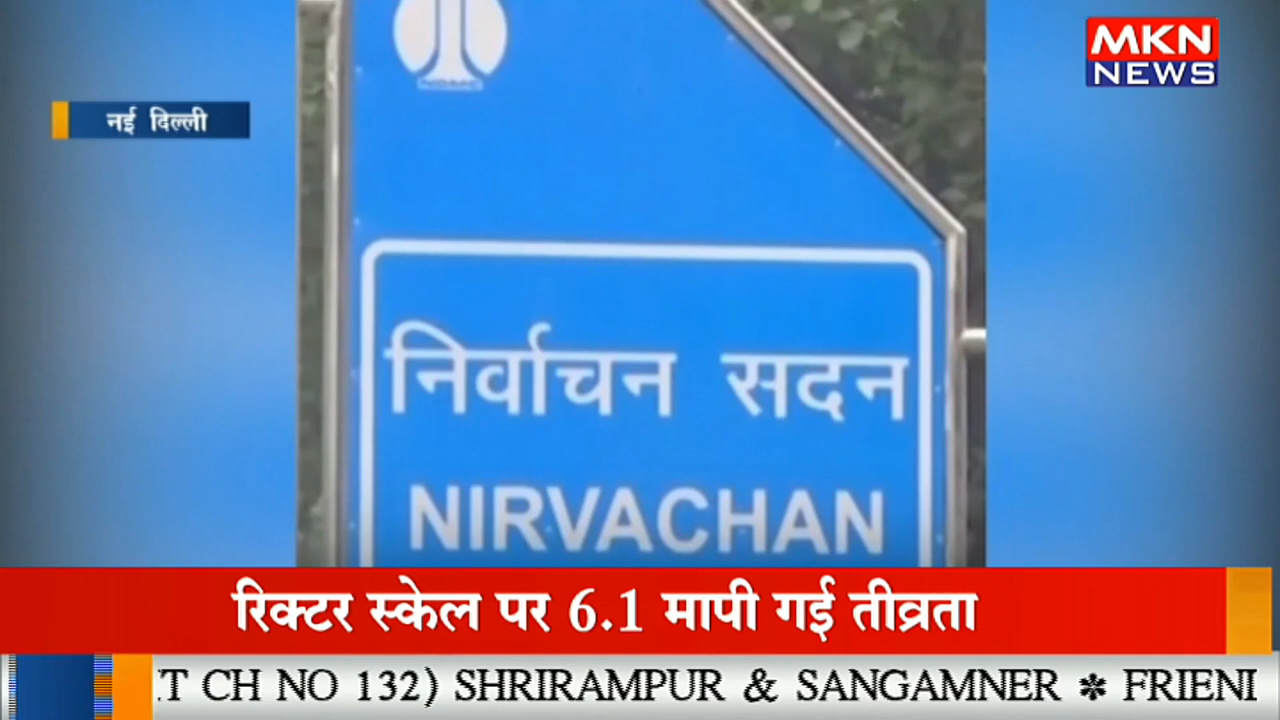 MKN
NEWS
नई दिल्ली
निर्वाचन सदन
NIRVACHAN
रिक्टर स्केल पर 6.1 मापी गई तीव्रता
.T CH NO 132) SHRIRAMPUR & SANGAMNER ✽ FRIENI